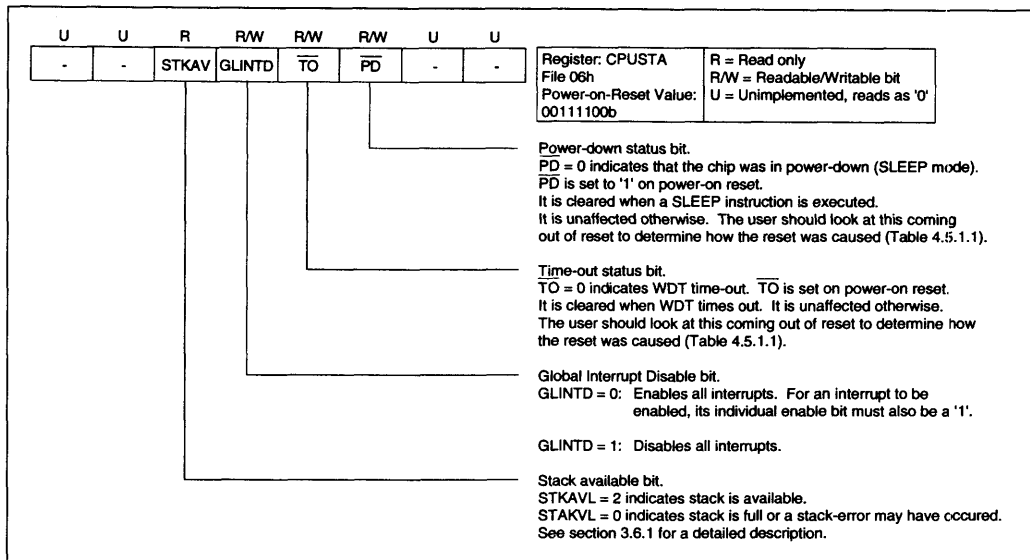 U U R R/W R/W R/W U U
- - STKAV GLINTD T̅O̅ P̅D̅ - -
Register: CPUSTA
File 06h
Power-on-Reset Value:
00111100b
R = Read only
R/W = Readable/Writable bit
U = Unimplemented, reads as '0'
Power-down status bit.
P̅D̅ = 0 indicates that the chip was in power-down (SLEEP mode).
P̅D̅ is set to '1' on power-on reset.
It is cleared when a SLEEP instruction is executed.
It is unaffected otherwise. The user should look at this coming
out of reset to determine how the reset was caused (Table 4.5.1.1).
Time-out status bit.
T̅O̅ = 0 indicates WDT time-out. T̅O̅ is set on power-on reset.
It is cleared when WDT times out. It is unaffected otherwise.
The user should look at this coming out of reset to determine how
the reset was caused (Table 4.5.1.1).
Global Interrupt Disable bit.
GLINTD = 0: Enables all interrupts. For an interrupt to be
enabled, its individual enable bit must also be a '1'.
GLINTD = 1: Disables all interrupts.
Stack available bit.
STKAVL = 2 indicates stack is available.
STAKVL = 0 indicates stack is full or a stack-error may have occured.
See section 3.6.1 for a detailed description.